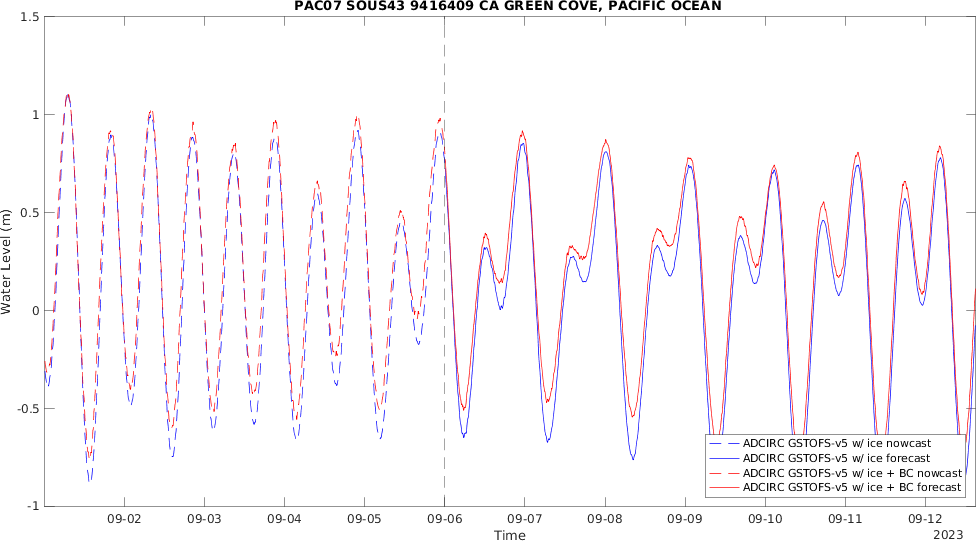 PAC07 SOUS43 9416409 CA GREEN COVE, PACIFIC OCEAN
1.5
1
0.5
0
-0.5
-1
Water Level (m)
ADCIRC GSTOFS-v5 w/ ice nowcast
ADCIRC GSTOFS-v5 w/ ice forecast
ADCIRC GSTOFS-v5 w/ ice + BC nowcast
ADCIRC GSTOFS-v5 w/ ice + BC forecast
09-02 09-03 09-04 09-05 09-06 09-07 09-08 09-09 09-10 09-11 09-12
Time
2023